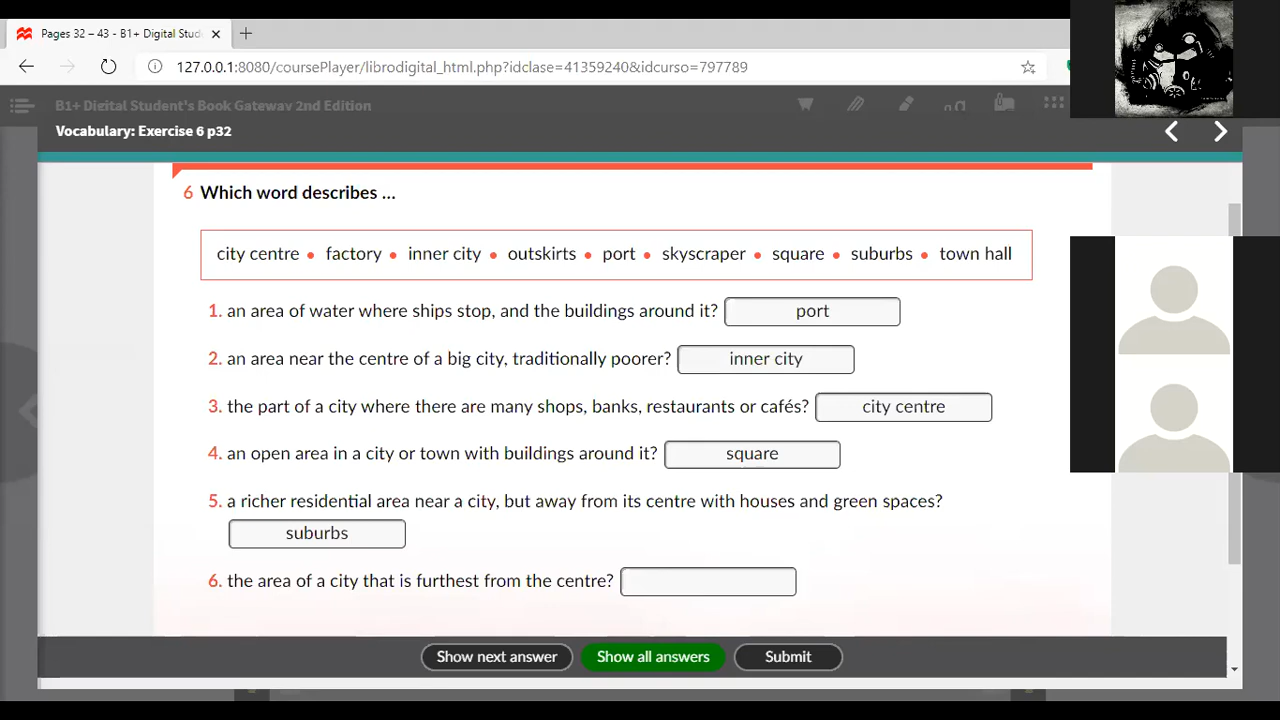 Pages 32 – 43 - B1+ Digital Stud
127.0.0.1:8080/coursePlayer/librodigital_html.php?idclase=41359240&idcurso=797789
B1+ Digital Student's Book Gateway 2nd Edition
Vocabulary: Exercise 6 p32
6 Which word describes ...
city centre • factory • inner city • outskirts • port • skyscraper • square • suburbs • town hall
1. an area of water where ships stop, and the buildings around it? port
2. an area near the centre of a big city, traditionally poorer? inner city
3. the part of a city where there are many shops, banks, restaurants or cafés? city centre
4. an open area in a city or town with buildings around it? square
5. a richer residential area near a city, but away from its centre with houses and green spaces?
suburbs
6. the area of a city that is furthest from the centre?
Show next answer Show all answers Submit